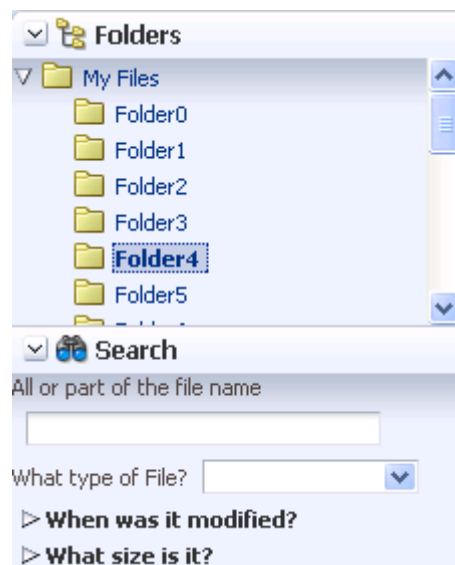 Folders
My Files
Folder0
Folder1
Folder2
Folder3
Folder4
Folder5
Search
All or part of the file name
What type of File?
When was it modified?
What size is it?